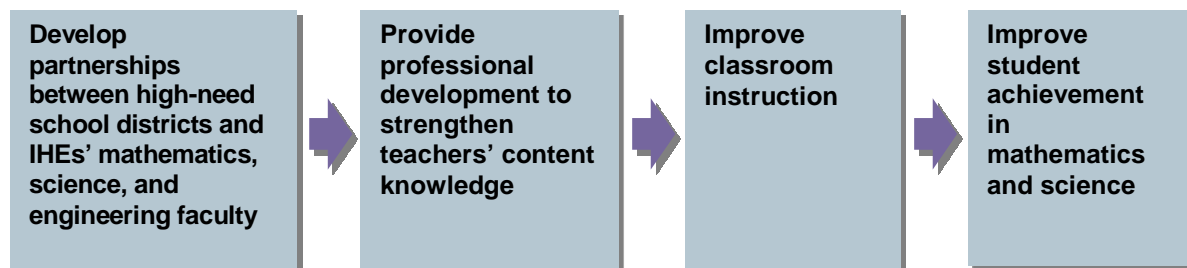 Develop
partnerships
between high-need
school districts and
IHEs’ mathematics,
science, and
engineering faculty
Provide
professional
development to
strengthen
teachers’ content
knowledge
Improve
classroom
instruction
Improve
student
achievement
in
mathematics
and science